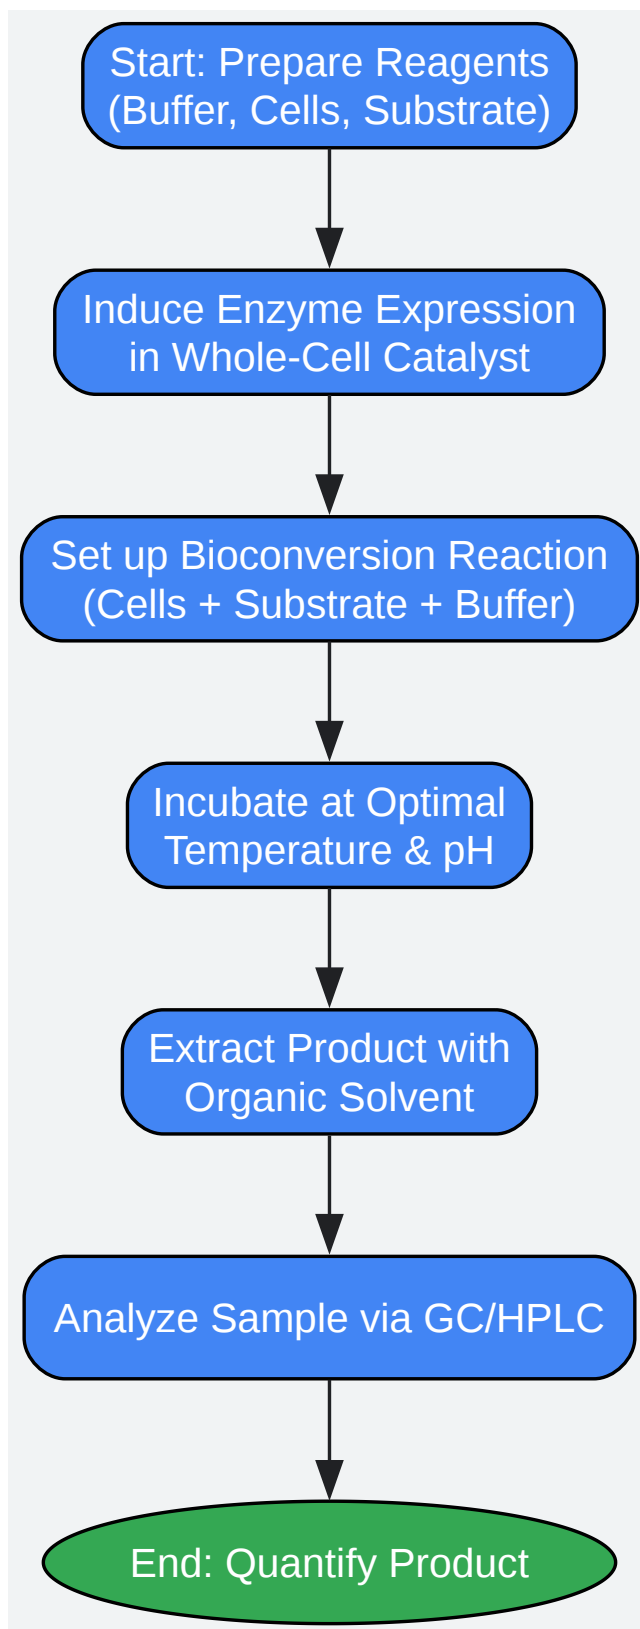 Start: Prepare Reagents
(Buffer, Cells, Substrate)
Induce Enzyme Expression
in Whole-Cell Catalyst
Set up Bioconversion Reaction
(Cells + Substrate + Buffer)
Incubate at Optimal
Temperature & pH
Extract Product with
Organic Solvent
Analyze Sample via GC/HPLC
End: Quantify Product